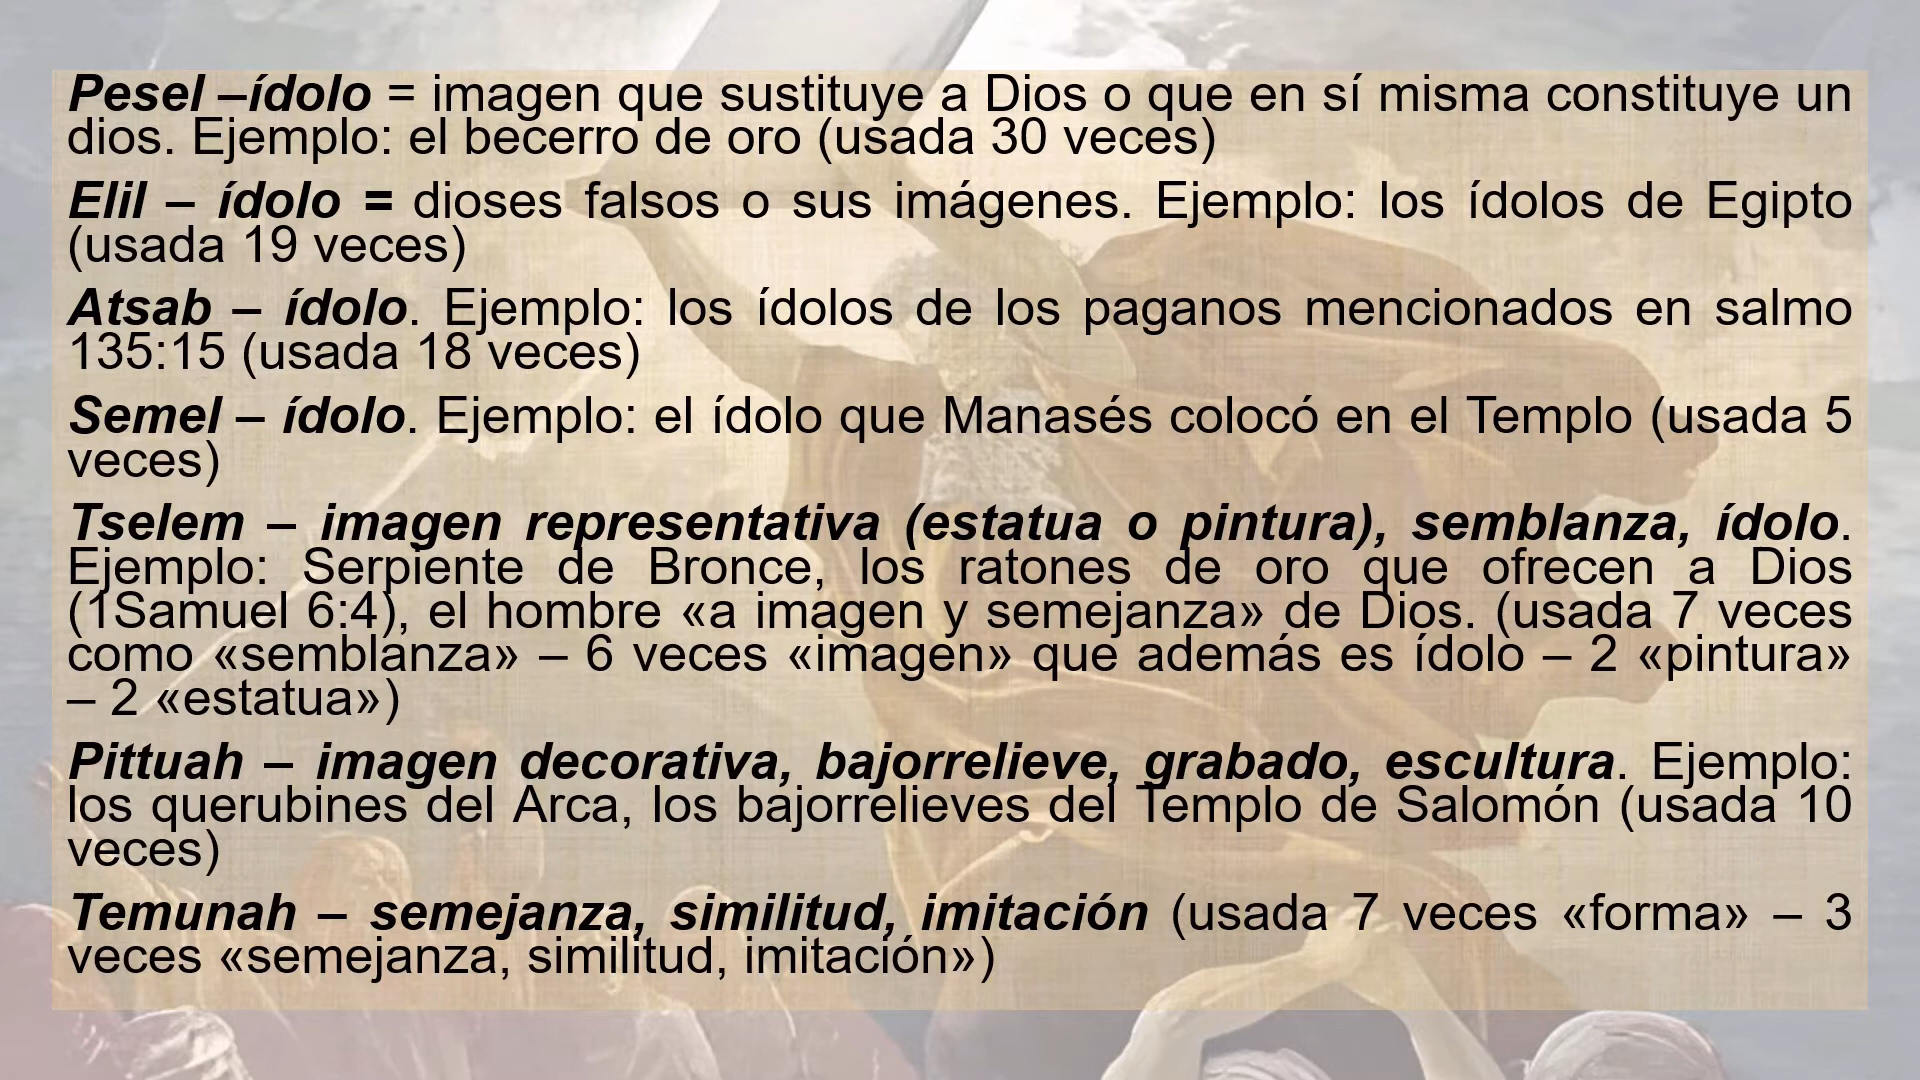 Pesel –ídolo = imagen que sustituye a Dios o que en sí misma constituye un
dios. Ejemplo: el becerro de oro (usada 30 veces)
Elil – ídolo = dioses falsos o sus imágenes. Ejemplo: los ídolos de Egipto
(usada 19 veces)
Atsab – ídolo. Ejemplo: los ídolos de los paganos mencionados en salmo
135:15 (usada 18 veces)
Semel – ídolo. Ejemplo: el ídolo que Manasés colocó en el Templo (usada 5
veces)
Tselem – imagen representativa (estatua o pintura), semblanza, ídolo.
Ejemplo: Serpiente de Bronce, los ratones de oro que ofrecen a Dios
(1Samuel 6:4), el hombre «a imagen y semejanza» de Dios. (usada 7 veces
como «semblanza» – 6 veces «imagen» que además es ídolo – 2 «pintura»
– 2 «estatua»)
Pittuah – imagen decorativa, bajorrelieve, grabado, escultura. Ejemplo:
los querubines del Arca, los bajorrelieves del Templo de Salomón (usada 10
veces)
Temunah – semejanza, similitud, imitación (usada 7 veces «forma» – 3
veces «semejanza, similitud, imitación»)